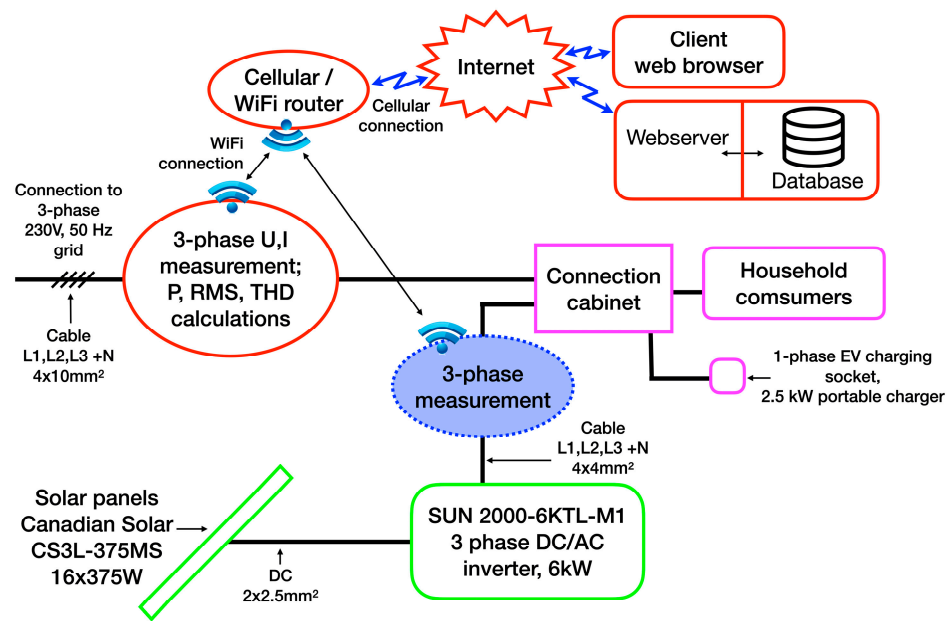 Cellular /
WiFi router
Internet
Client
web browser
Cellular
connection
Webserver
Database
WiFi
connection
Connection to
3-phase
230V, 50 Hz
grid
3-phase U,I
measurement;
P, RMS, THD
calculations
Connection
cabinet
Household
comsumers
Cable
L1,L2,L3 +N
4x10mm²
3-phase
measurement
1-phase EV charging
socket,
2.5 kW portable charger
Cable
L1,L2,L3 +N
4x4mm²
Solar panels
Canadian Solar
CS3L-375MS
16x375W
DC
2x2.5mm²
SUN 2000-6KTL-M1
3 phase DC/AC
inverter, 6kW